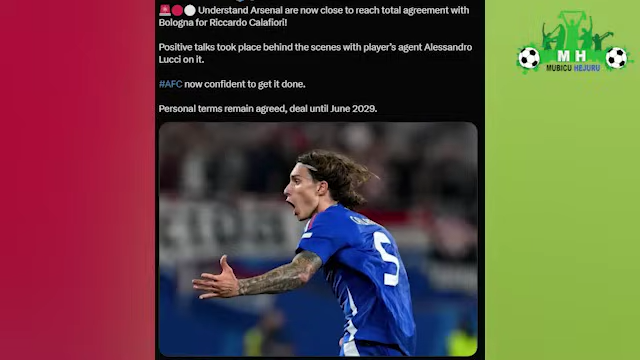 Understand Arsenal are now close to reach total agreement with
Bologna for Riccardo Calafiori!
Positive talks took place behind the scenes with player's agent Alessandro
Lucci on it.
#AFC now confident to get it done.
Personal terms remain agreed, deal until June 2029.
M H
MUBICU HEJURU
5